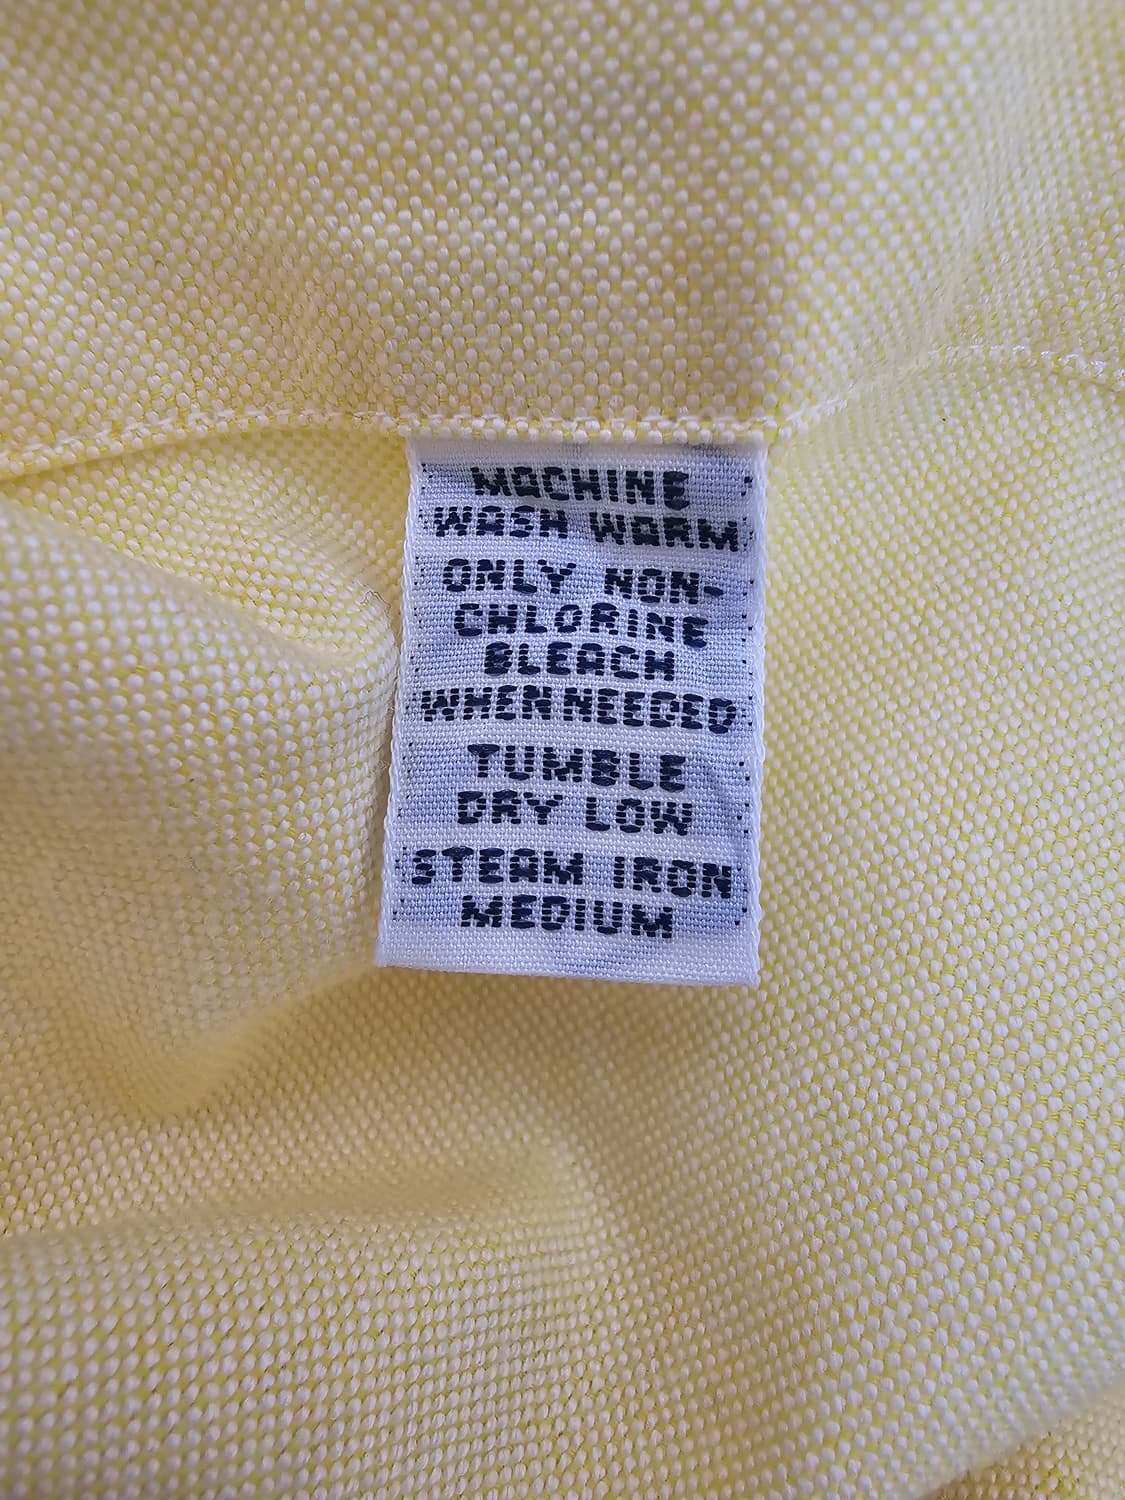 MACHINE
WASH WARM
ONLY NON-
CHLORINE
BLEACH
WHEN NEEDED
TUMBLE
DRY LOW
STEAM IRON
MEDIUM